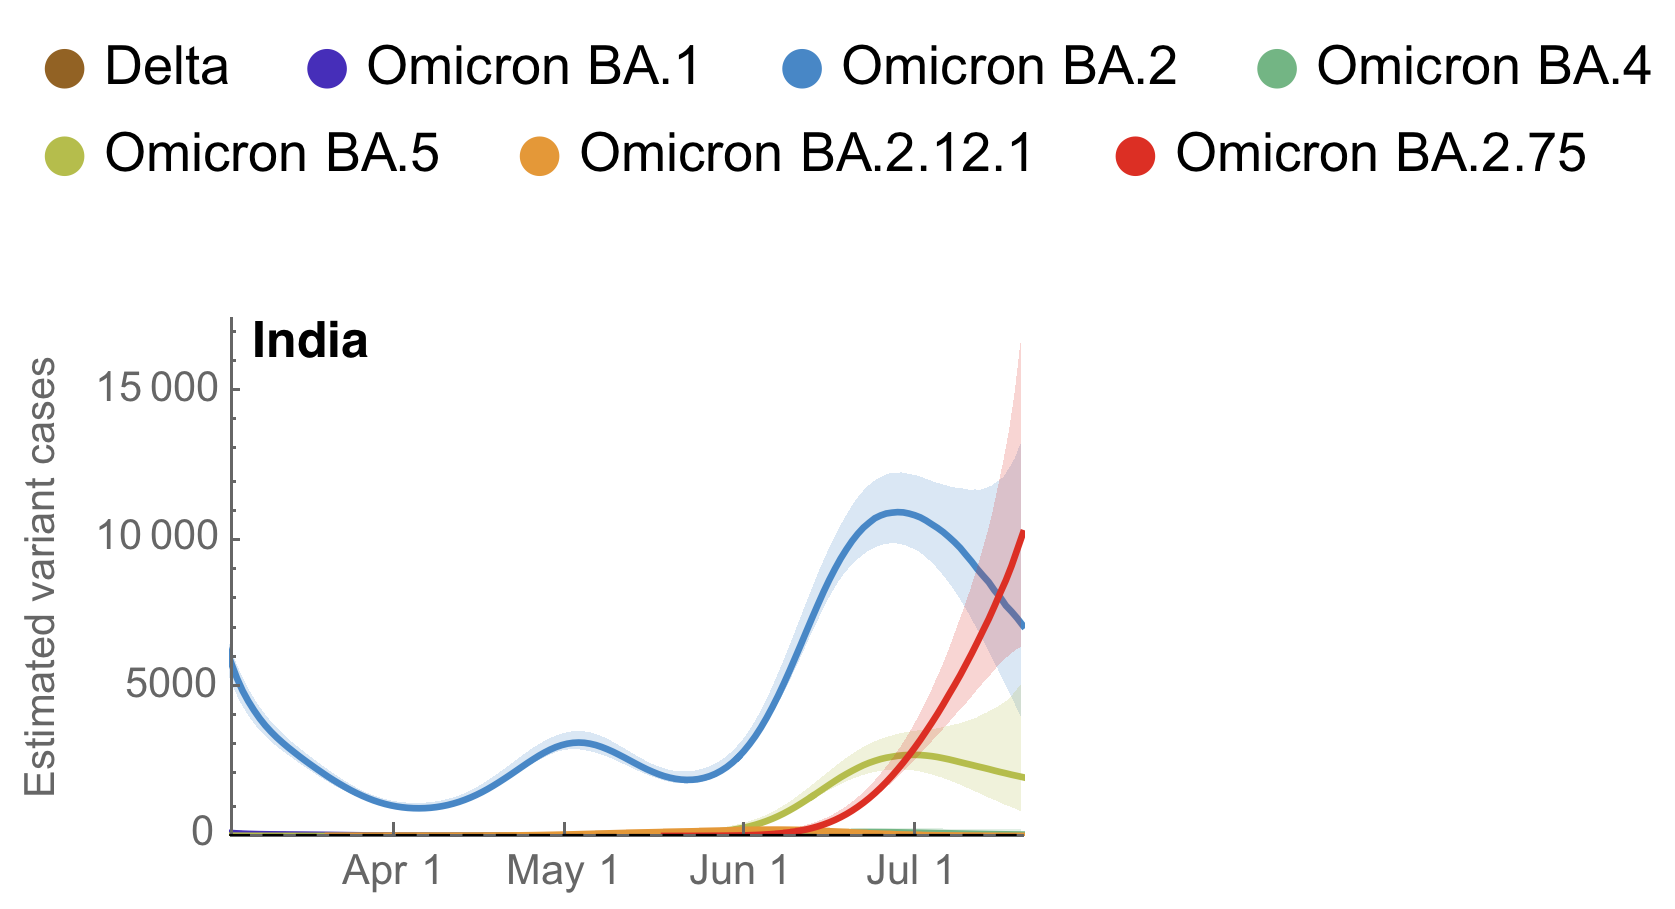 Delta Omicron BA.1 Omicron BA.2 Omicron BA.4
Omicron BA.5 Omicron BA.2.12.1 Omicron BA.2.75
India
Estimated variant cases
15 000
10 000
5000
0
Apr 1 May 1 Jun 1 Jul 1